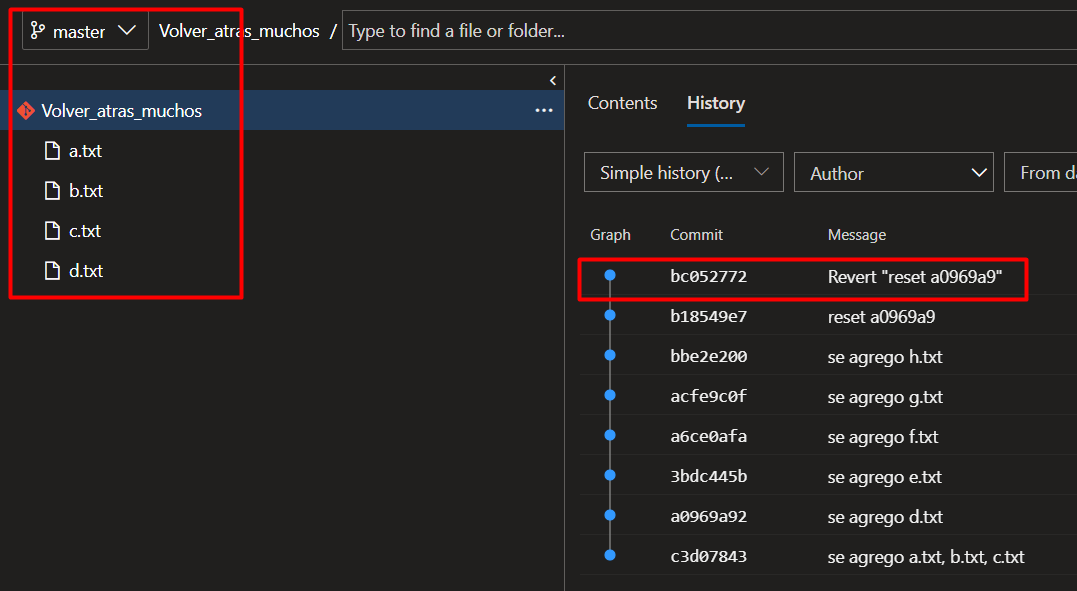 master Volver_atras_muchos / Type to find a file or folder...
Volver_atras_muchos ...
a.txt
b.txt
c.txt
d.txt
Contents History
Simple history (... Author From da
Graph Commit Message
bc052772 Revert "reset a0969a9"
b18549e7 reset a0969a9
bbe2e200 se agrego h.txt
acfe9c0f se agrego g.txt
a6ce0afa se agrego f.txt
3bdc445b se agrego e.txt
a0969a92 se agrego d.txt
c3d07843 se agrego a.txt, b.txt, c.txt